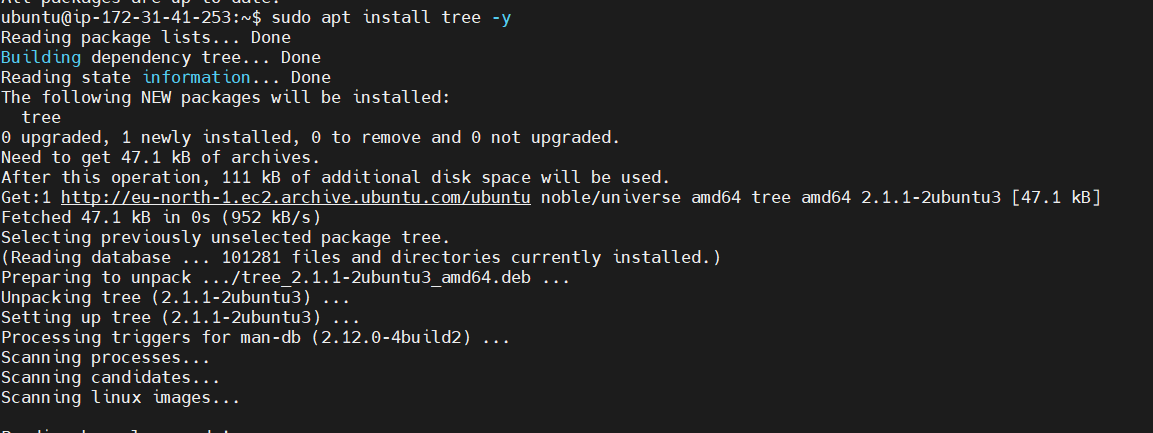 ubuntu@ip-172-31-41-253:~$ sudo apt install tree -y
Reading package lists... Done
Building dependency tree... Done
Reading state information... Done
The following NEW packages will be installed:
  tree
0 upgraded, 1 newly installed, 0 to remove and 0 not upgraded.
Need to get 47.1 kB of archives.
After this operation, 111 kB of additional disk space will be used.
Get:1 http://eu-north-1.ec2.archive.ubuntu.com/ubuntu noble/universe amd64 tree amd64 2.1.1-2ubuntu3 [47.1 kB]
Fetched 47.1 kB in 0s (952 kB/s)
Selecting previously unselected package tree.
(Reading database ... 101281 files and directories currently installed.)
Preparing to unpack .../tree_2.1.1-2ubuntu3_amd64.deb ...
Unpacking tree (2.1.1-2ubuntu3) ...
Setting up tree (2.1.1-2ubuntu3) ...
Processing triggers for man-db (2.12.0-4build2) ...
Scanning processes...
Scanning candidates...
Scanning linux images...